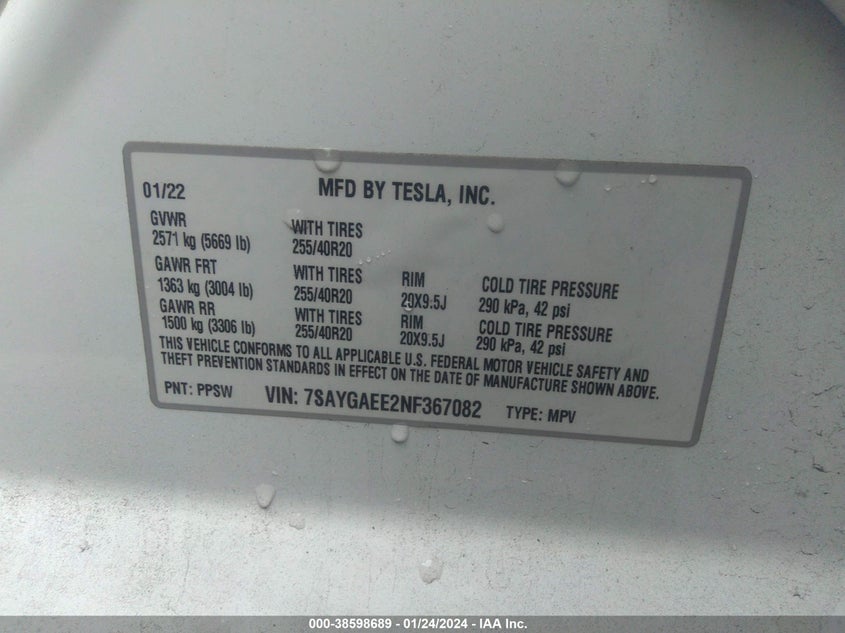 01/22 MFD BY TESLA, INC.
GVWR WITH TIRES
2571 kg (5669 lb) 255/40R20
GAWR FRT WITH TIRES RIM COLD TIRE PRESSURE
1363 kg (3004 lb) 255/40R20 20X9.5J 290 kPa, 42 psi
GAWR RR WITH TIRES RIM COLD TIRE PRESSURE
1500 kg (3306 lb) 255/40R20 20X9.5J 290 kPa, 42 psi
THIS VEHICLE CONFORMS TO ALL APPLICABLE U.S. FEDERAL MOTOR VEHICLE SAFETY AND
THEFT PREVENTION STANDARDS IN EFFECT ON THE DATE OF MANUFACTURE SHOWN ABOVE.
PNT: PPSW VIN: 7SAYGAEE2NF367082 TYPE: MPV
000-38598689 - 01/24/2024 - IAA Inc.